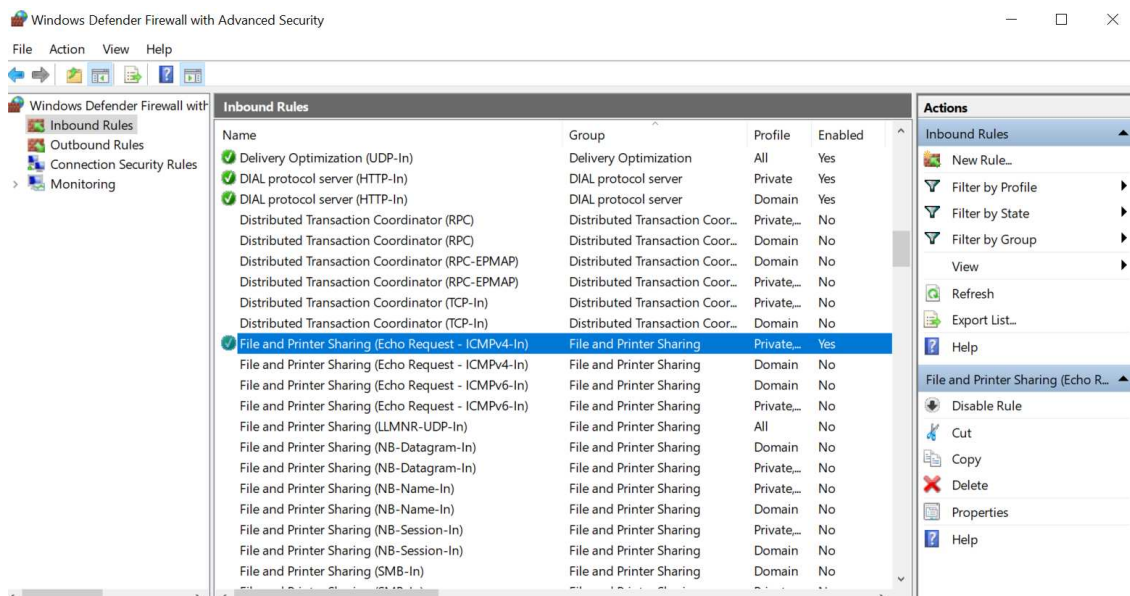 Windows Defender Firewall with Advanced Security
File Action View Help
Windows Defender Firewall with
Inbound Rules
Outbound Rules
Connection Security Rules
Monitoring
Inbound Rules
Name Group Profile Enabled
Delivery Optimization (UDP-In) Delivery Optimization All Yes
DIAL protocol server (HTTP-In) DIAL protocol server Private Yes
DIAL protocol server (HTTP-In) DIAL protocol server Domain Yes
Distributed Transaction Coordinator (RPC) Distributed Transaction Coor... Private,... No
Distributed Transaction Coordinator (RPC) Distributed Transaction Coor... Domain No
Distributed Transaction Coordinator (RPC-EPMAP) Distributed Transaction Coor... Domain No
Distributed Transaction Coordinator (RPC-EPMAP) Distributed Transaction Coor... Private,... No
Distributed Transaction Coordinator (TCP-In) Distributed Transaction Coor... Private,... No
Distributed Transaction Coordinator (TCP-In) Distributed Transaction Coor... Domain No
File and Printer Sharing (Echo Request - ICMPv4-In) File and Printer Sharing Private,... Yes
File and Printer Sharing (Echo Request - ICMPv4-In) File and Printer Sharing Domain No
File and Printer Sharing (Echo Request - ICMPv6-In) File and Printer Sharing Domain No
File and Printer Sharing (Echo Request - ICMPv6-In) File and Printer Sharing Private,... No
File and Printer Sharing (LLMNR-UDP-In) File and Printer Sharing All No
File and Printer Sharing (NB-Datagram-In) File and Printer Sharing Domain No
File and Printer Sharing (NB-Datagram-In) File and Printer Sharing Private,... No
File and Printer Sharing (NB-Name-In) File and Printer Sharing Private,... No
File and Printer Sharing (NB-Name-In) File and Printer Sharing Domain No
File and Printer Sharing (NB-Session-In) File and Printer Sharing Private,... No
File and Printer Sharing (NB-Session-In) File and Printer Sharing Domain No
File and Printer Sharing (SMB-In) File and Printer Sharing Domain No
Actions
Inbound Rules
New Rule...
Filter by Profile
Filter by State
Filter by Group
View
Refresh
Export List...
Help
File and Printer Sharing (Echo R...
Disable Rule
Cut
Copy
Delete
Properties
Help